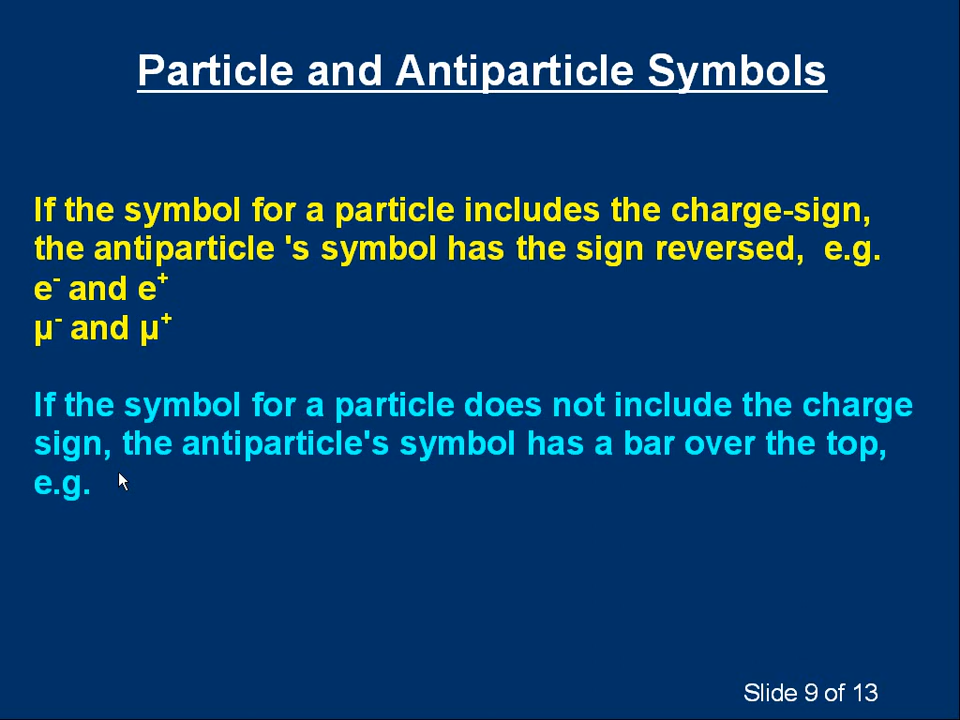 Particle and Antiparticle Symbols
If the symbol for a particle includes the charge-sign,
the antiparticle 's symbol has the sign reversed,  e.g.
e⁻ and e⁺
µ⁻ and µ⁺
If the symbol for a particle does not include the charge
sign, the antiparticle's symbol has a bar over the top,
e.g.
Slide 9 of 13